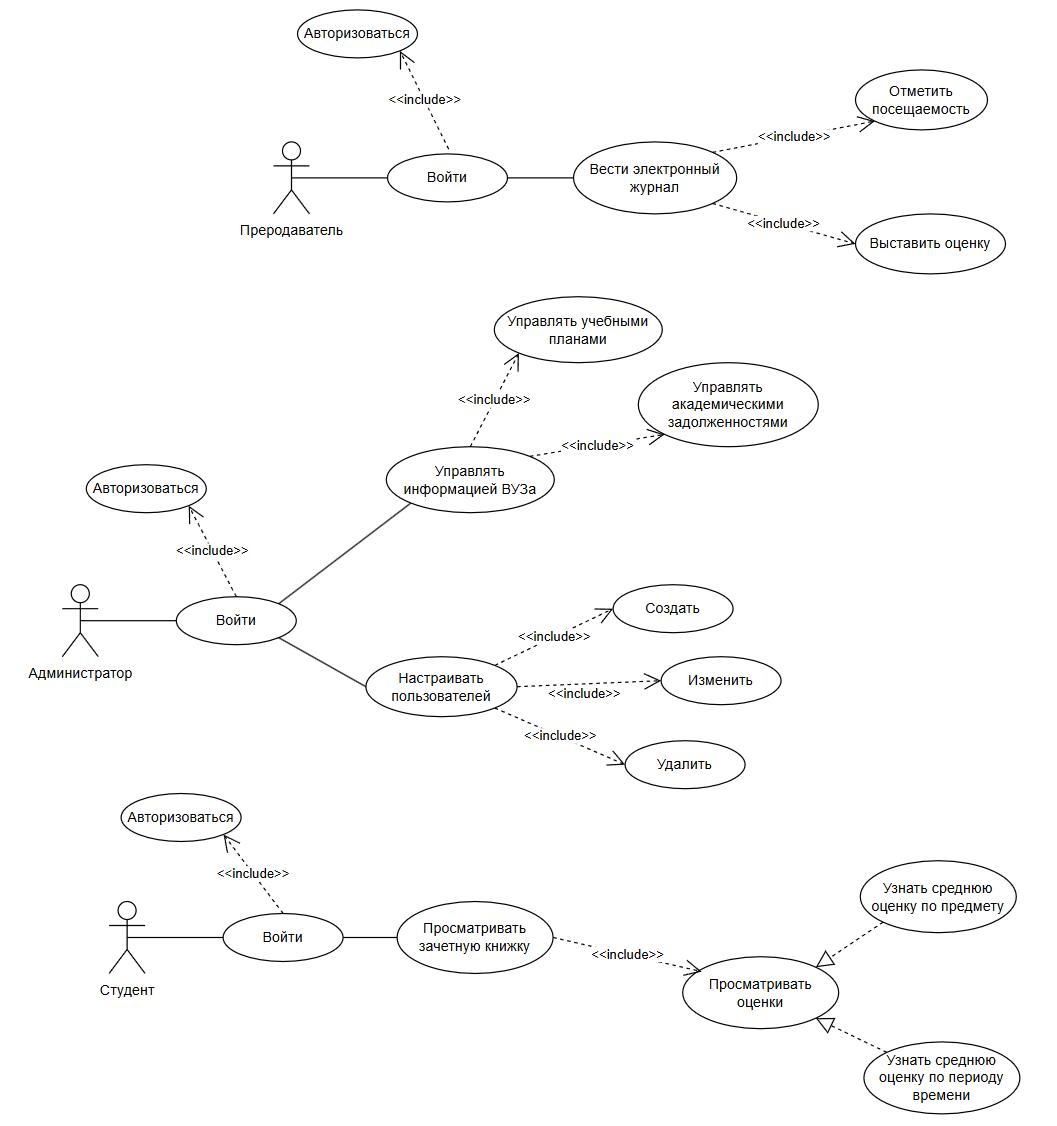 Авторизоваться
<<include>>
Отметить
посещаемость
<<include>>
Войти
Вести электронный
журнал
<<include>>
Выставить оценку
Преродаватель
Управлять учебными
планами
<<include>>
Управлять
академическими
задолженностями
<<include>>
Управлять
информацией ВУЗа
Авторизоваться
<<include>>
Войти
Администратор
Создать
<<include>>
Настраивать
пользователей
Изменить
<<include>>
<<include>>
Удалить
Авторизоваться
<<include>>
Войти
Студент
Просматривать
зачетную книжку
<<include>>
Просматривать
оценки
Узнать среднюю
оценку по предмету
Узнать среднюю
оценку по периоду
времени